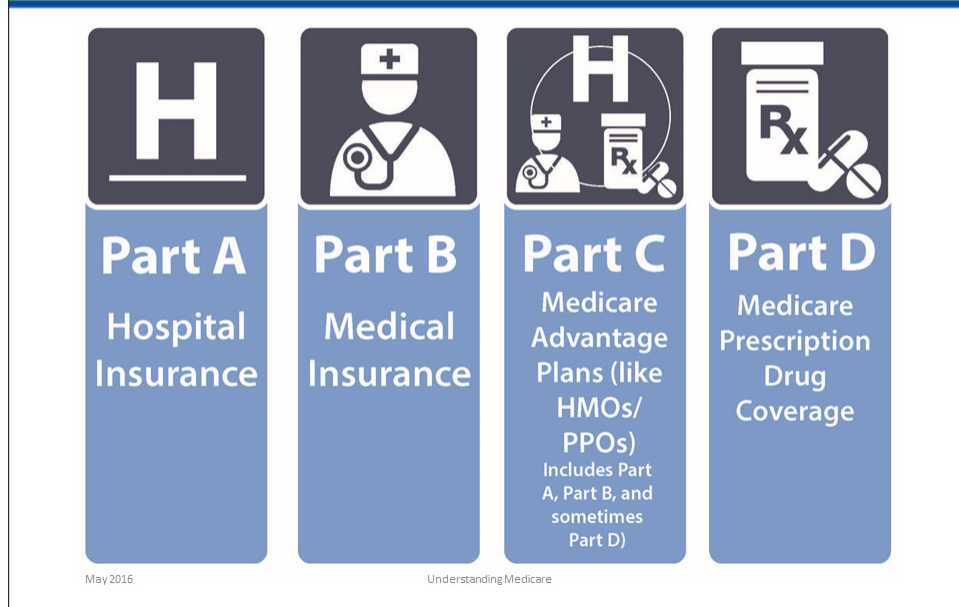 H
H
Rx
Rx
Part A
Hospital
Insurance
Part B
Medical
Insurance
Part C
Medicare
Advantage
Plans (like
HMOs/
PPOs)
Includes Part
A, Part B, and
sometimes
Part D)
Part D
Medicare
Prescription
Drug
Coverage
May 2016
Understanding Medicare